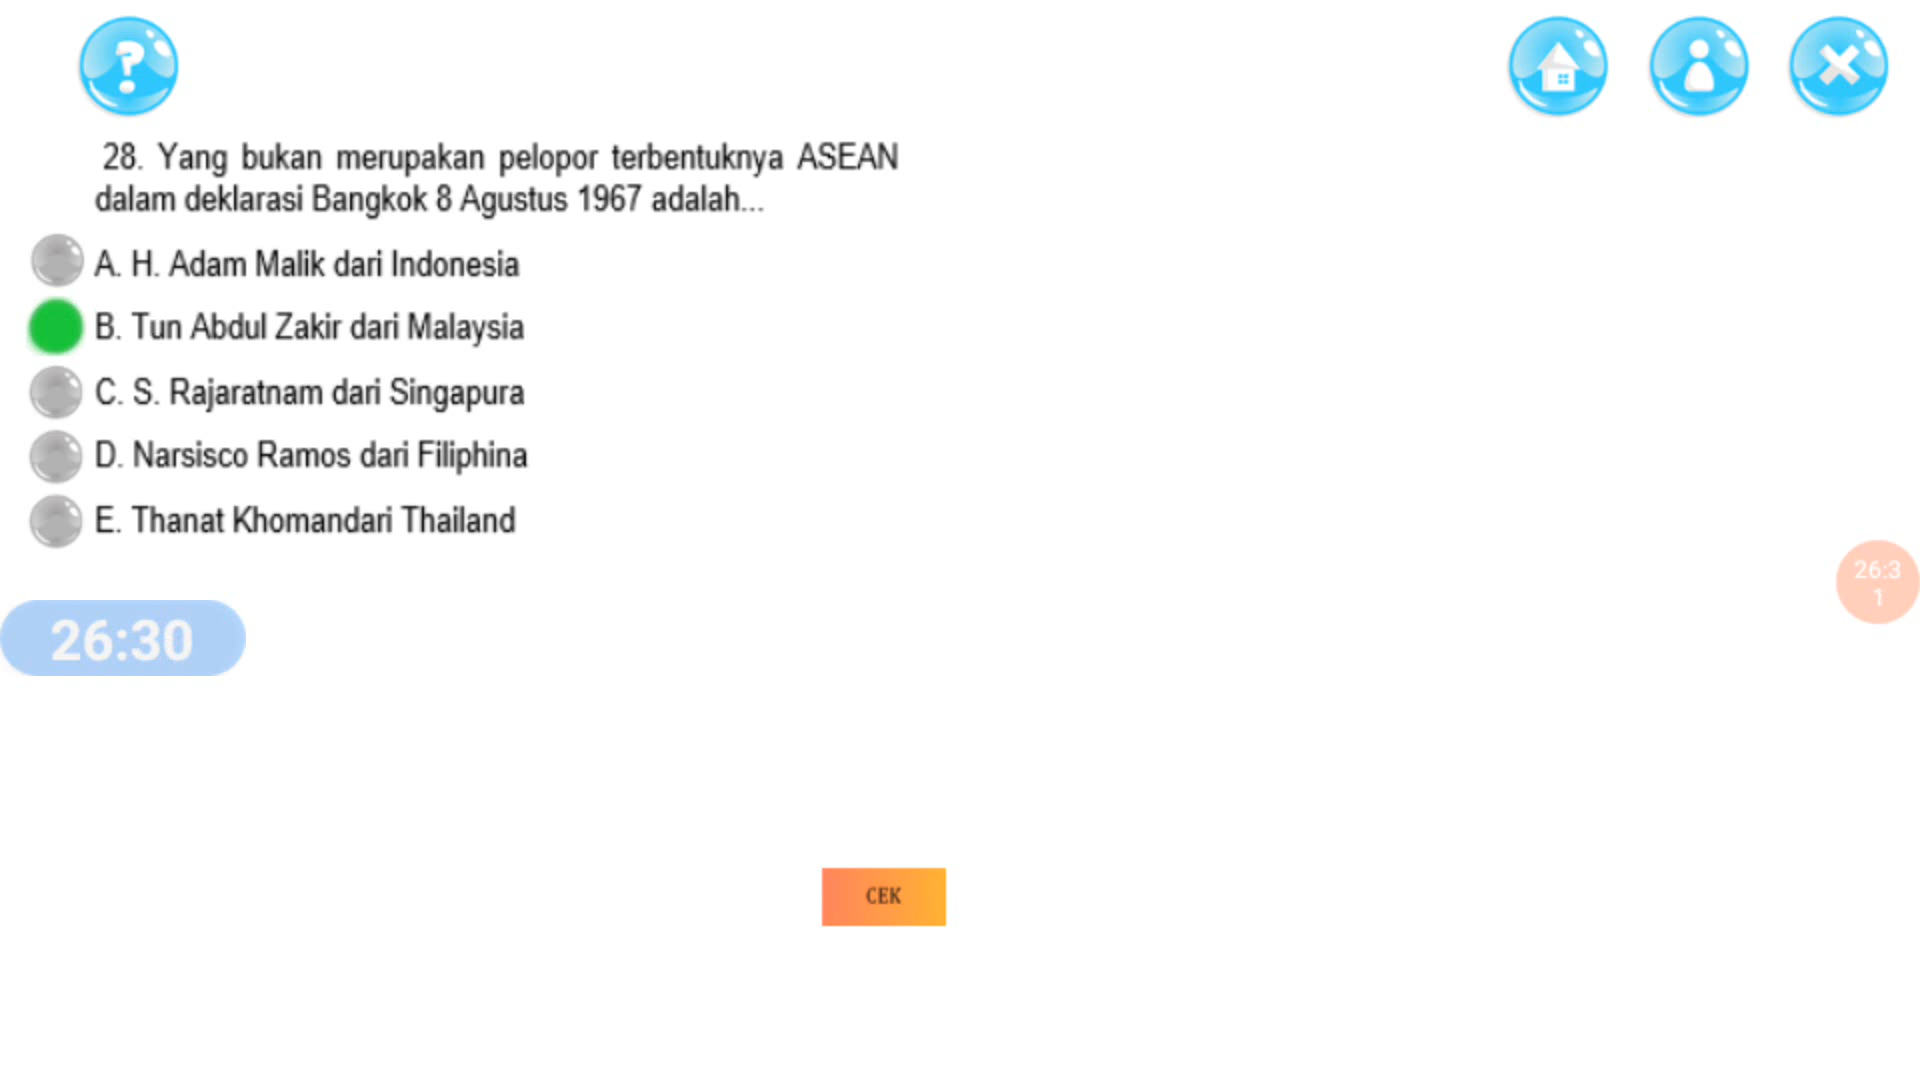 28. Yang bukan merupakan pelopor terbentuknya ASEAN
dalam deklarasi Bangkok 8 Agustus 1967 adalah...
A. H. Adam Malik dari Indonesia
B. Tun Abdul Zakir dari Malaysia
C. S. Rajaratnam dari Singapura
D. Narsisco Ramos dari Filiphina
E. Thanat Khomandari Thailand
26:3
1
26:30
CEK